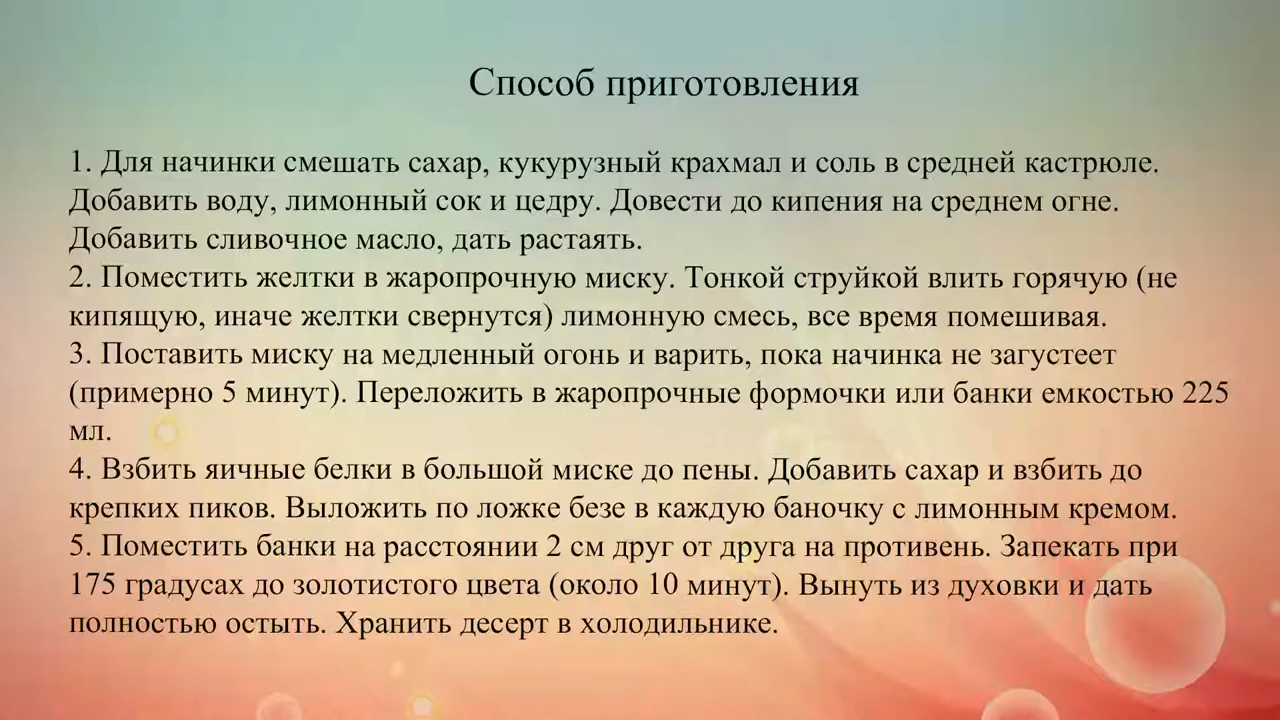 Способ приготовления
1. Для начинки смешать сахар, кукурузный крахмал и соль в средней кастрюле.
Добавить воду, лимонный сок и цедру. Довести до кипения на среднем огне.
Добавить сливочное масло, дать растаять.
2. Поместить желтки в жаропрочную миску. Тонкой струйкой влить горячую (не
кипящую, иначе желтки свернутся) лимонную смесь, все время помешивая.
3. Поставить миску на медленный огонь и варить, пока начинка не загустеет
(примерно 5 минут). Переложить в жаропрочные формочки или банки емкостью 225
мл.
4. Взбить яичные белки в большой миске до пены. Добавить сахар и взбить до
крепких пиков. Выложить по ложке безе в каждую баночку с лимонным кремом.
5. Поместить банки на расстоянии 2 см друг от друга на противень. Запекать при
175 градусах до золотистого цвета (около 10 минут). Вынуть из духовки и дать
полностью остыть. Хранить десерт в холодильнике.